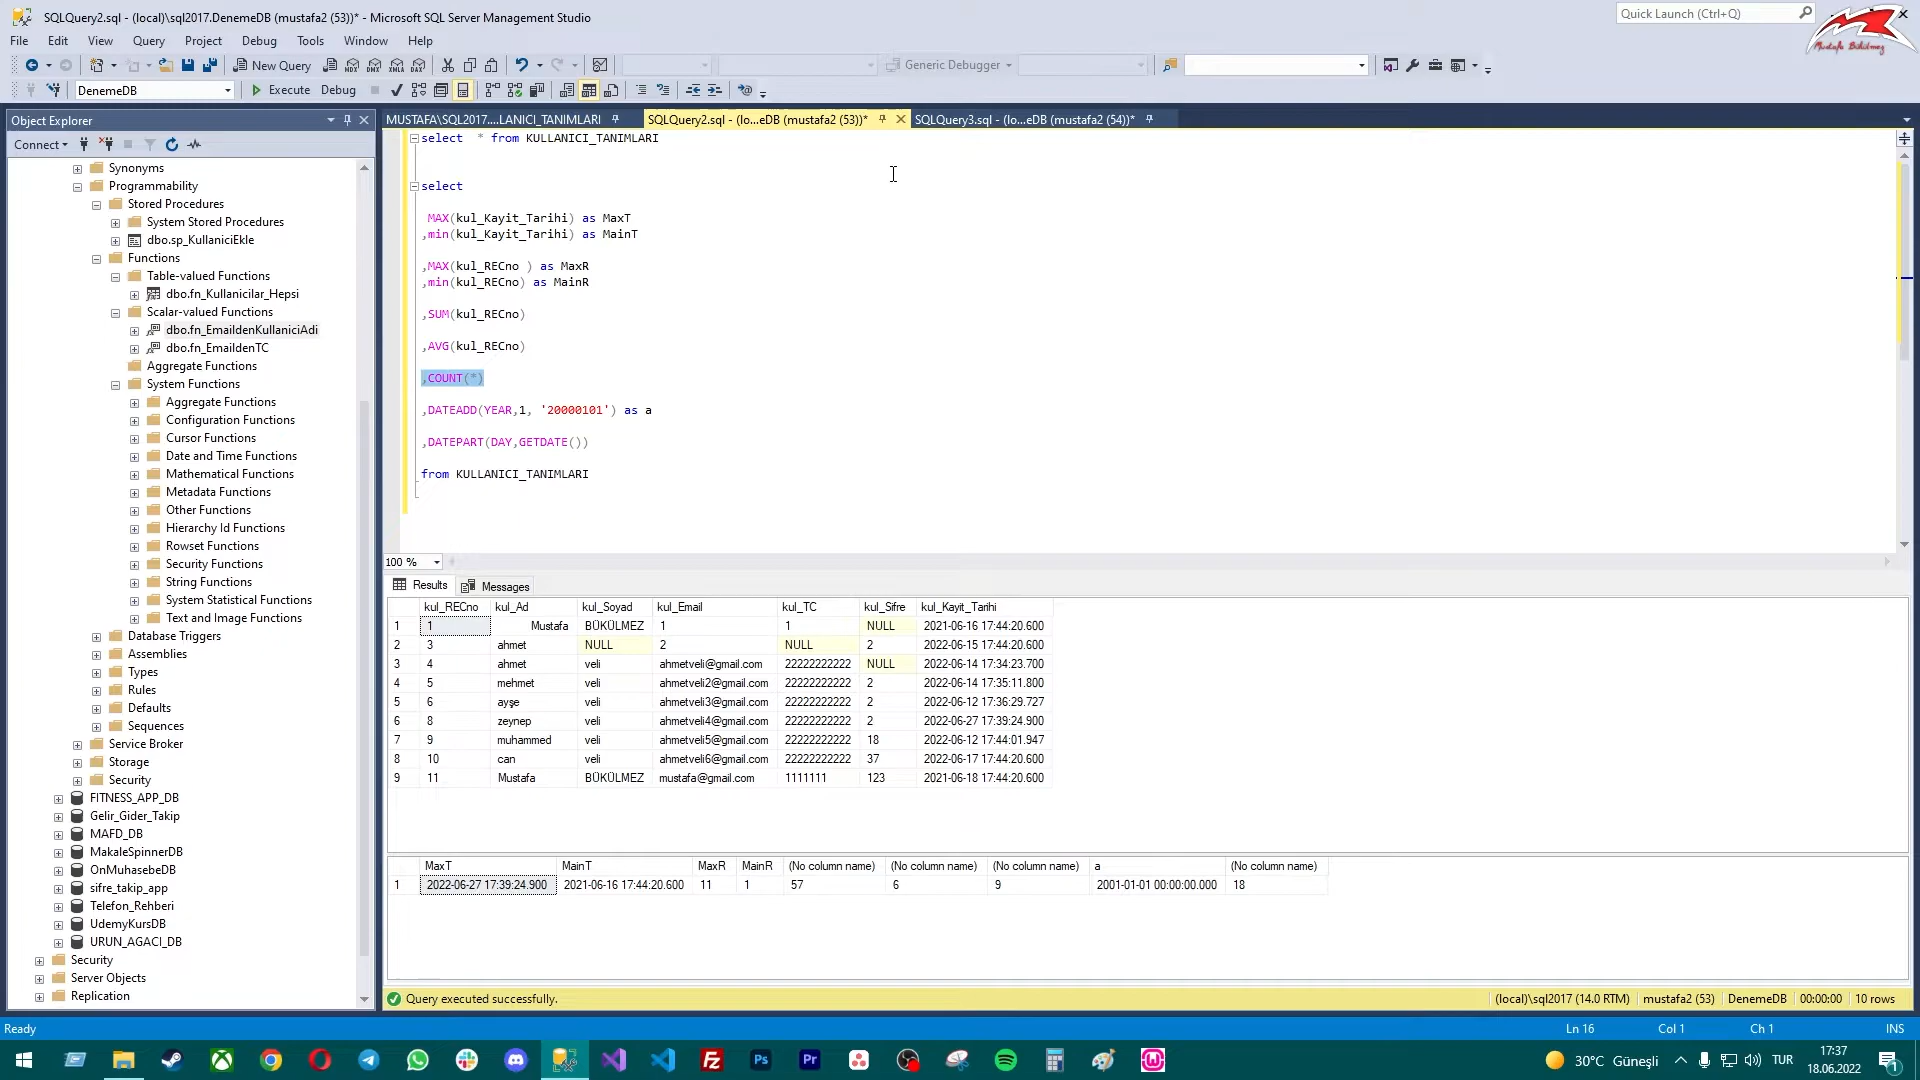 SQLQuery2.sql - (local)\sql2017.DenemeDB (mustafa2 (53))* - Microsoft SQL Server Management Studio
Quick Launch (Ctrl+Q)
Mustafa Bükülmez
File Edit View Query Project Debug Tools Window Help
New Query
MDX DMX XMLA DAX
Generic Debugger
DenemeDB
Execute Debug
Object Explorer
MUSTAFA\SQL2017....LANICI_TANIMLARI
SQLQuery2.sql - (lo...eDB (mustafa2 (53))*
SQLQuery3.sql - (lo...eDB (mustafa2 (54))*
Connect
Synonyms
Programmability
Stored Procedures
System Stored Procedures
dbo.sp_KullaniciEkle
Functions
Table-valued Functions
dbo.fn_Kullanicilar_Hepsi
Scalar-valued Functions
dbo.fn_EmaildenKullaniciAdi
dbo.fn_EmaildenTC
Aggregate Functions
System Functions
Aggregate Functions
Configuration Functions
Cursor Functions
Date and Time Functions
Mathematical Functions
Metadata Functions
Other Functions
Hierarchy Id Functions
Rowset Functions
Security Functions
String Functions
System Statistical Functions
Text and Image Functions
Database Triggers
Assemblies
Types
Rules
Defaults
Sequences
Service Broker
Storage
Security
FITNESS_APP_DB
Gelir_Gider_Takip
MAFD_DB
MakaleSpinnerDB
OnMuhasebeDB
sifre_takip_app
Telefon_Rehberi
UdemyKursDB
URUN_AGACI_DB
Security
Server Objects
Replication
select * from KULLANICI_TANIMLARI
select
MAX(kul_Kayit_Tarihi) as MaxT
,min(kul_Kayit_Tarihi) as MainT
,MAX(kul_RECno ) as MaxR
,min(kul_RECno) as MainR
,SUM(kul_RECno)
,AVG(kul_RECno)
,COUNT(*)
,DATEADD(YEAR,1, '20000101') as a
,DATEPART(DAY,GETDATE())
from KULLANICI_TANIMLARI
100 %
Results Messages
kul_RECno kul_Ad kul_Soyad kul_Email kul_TC kul_Sifre kul_Kayit_Tarihi
1 1 Mustafa BÜKÜLMEZ 1 1 NULL 2021-06-16 17:44:20.600
2 3 ahmet NULL 2 NULL 2 2022-06-15 17:44:20.600
3 4 ahmet veli ahmetveli@gmail.com 22222222222 NULL 2022-06-14 17:34:23.700
4 5 mehmet veli ahmetveli2@gmail.com 22222222222 2 2022-06-14 17:35:11.800
5 6 ayşe veli ahmetveli3@gmail.com 22222222222 2 2022-06-12 17:36:29.727
6 8 zeynep veli ahmetveli4@gmail.com 22222222222 2 2022-06-27 17:39:24.900
7 9 muhammed veli ahmetveli5@gmail.com 22222222222 18 2022-06-12 17:44:01.947
8 10 can veli ahmetveli6@gmail.com 22222222222 37 2022-06-17 17:44:20.600
9 11 Mustafa BÜKÜLMEZ mustafa@gmail.com 1111111 123 2021-06-18 17:44:20.600
MaxT MainT MaxR MainR (No column name) (No column name) (No column name) a (No column name)
1 2022-06-27 17:39:24.900 2021-06-16 17:44:20.600 11 1 57 6 9 2001-01-01 00:00:00.000 18
Query executed successfully.
(local)\sql2017 (14.0 RTM) mustafa2 (53) DenemeDB 00:00:00 10 rows
Ready Ln 16 Col 1 Ch 1 INS
Ps Pr
30°C Güneşli
TUR
17:37
18.06.2022
1